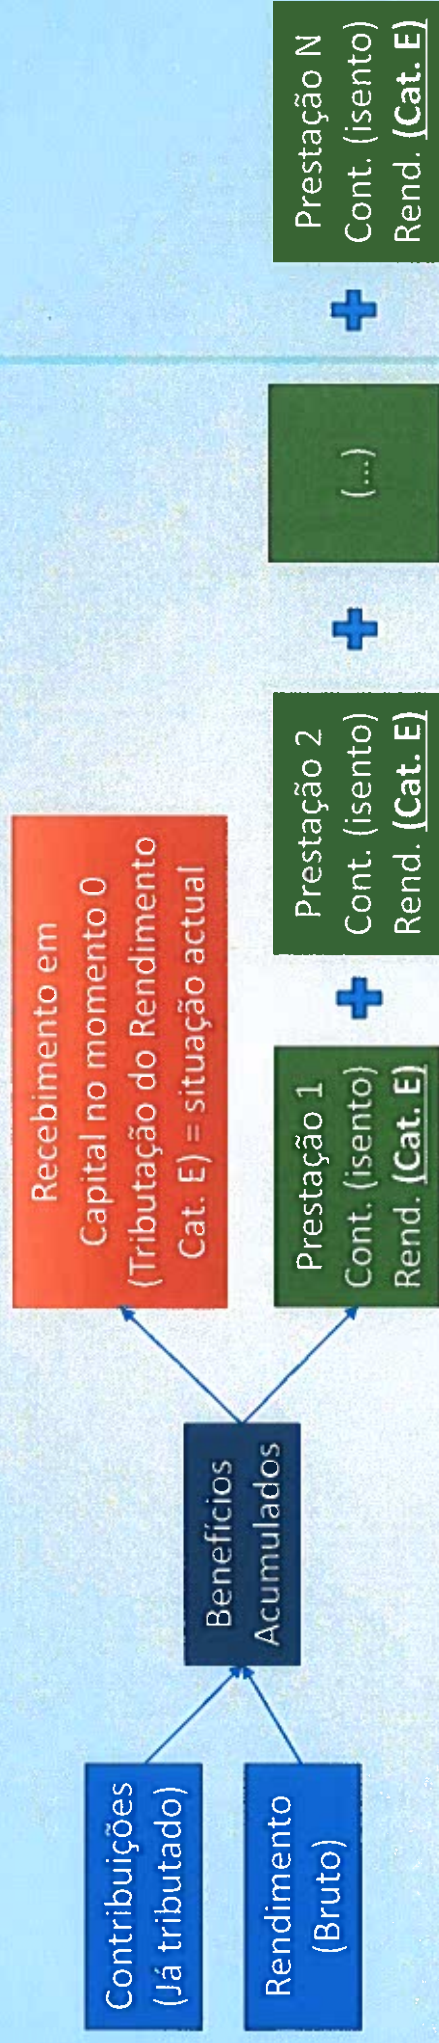 Contribuições
(Já tributado)
Rendimento
(Bruto)
Benefícios
Acumulados
Recebimento em
Capital no momento 0
(Tributação do Rendimento
Cat. E) = situação actual
Prestação 1
Cont. (isento)
Rend. (Cat. E)
Prestação 2
Cont. (isento)
Rend. (Cat. E)
(...)
Prestação N
Cont. (isento)
Rend. (Cat. E)